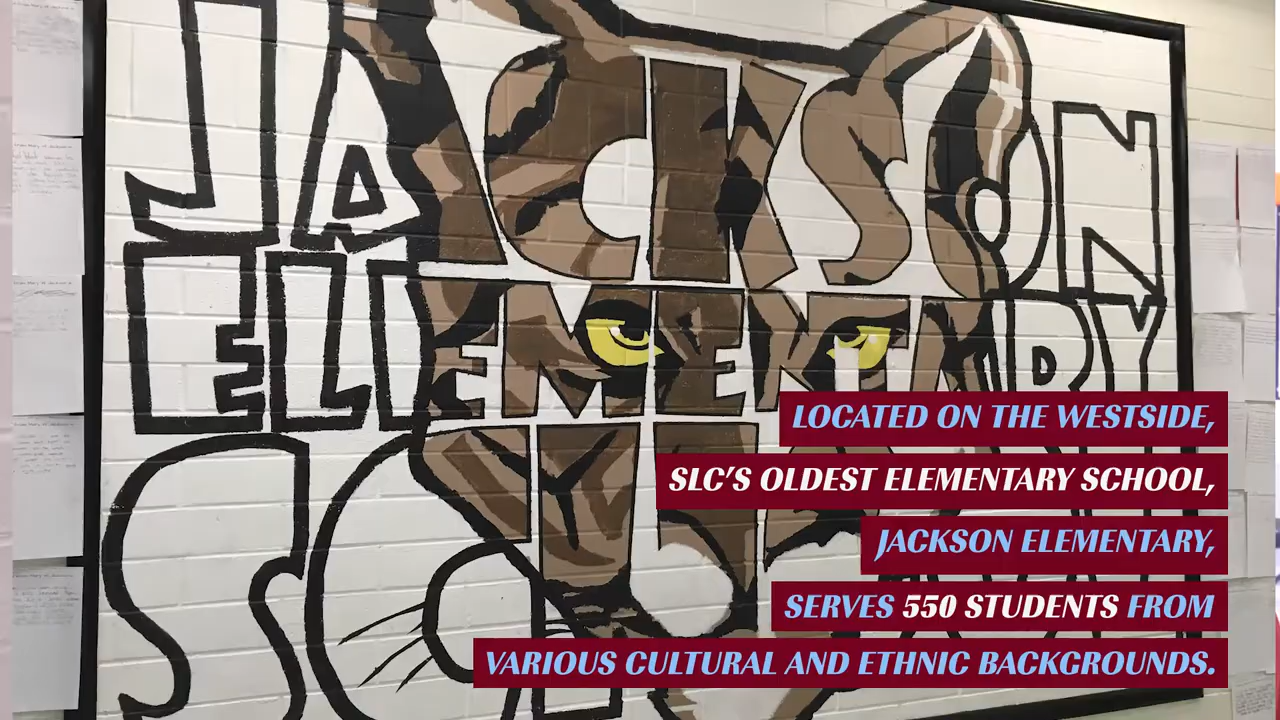 JACKSON
ELEMENTARY
LOCATED ON THE WESTSIDE,
SLC'S OLDEST ELEMENTARY SCHOOL,
JACKSON ELEMENTARY,
SERVES 550 STUDENTS FROM
VARIOUS CULTURAL AND ETHNIC BACKGROUNDS.